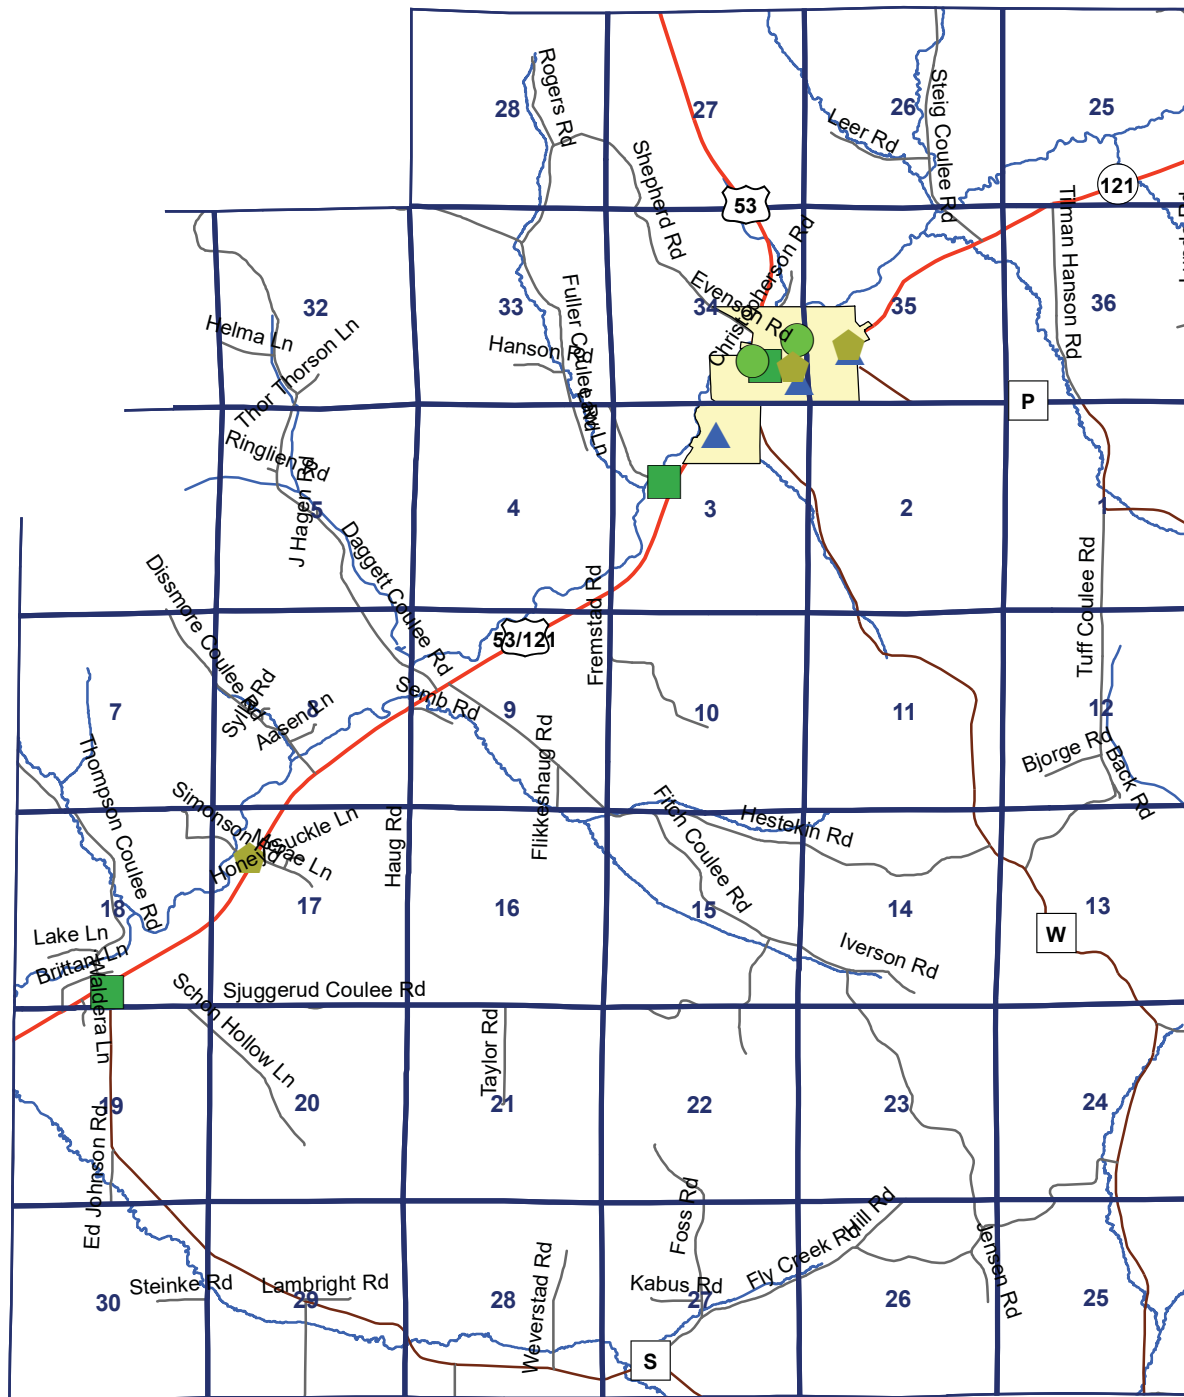 28
27
26
25
Rogers Rd
Shepherd Rd
Leer Rd
Steig Coulee Rd
121
53
Tilman Hanson Rd
32
33
34
35
36
Helma Ln
Thor Thorson Ln
Fuller Coulee Rd
Hanson Rd
Evenson Rd
Christopherson Rd
P
Ringlien Rd
J Hagen Rd
5
4
3
2
1
Dissmore Coulee Rd
Daggett Coulee Rd
Fremstad Rd
53/121
Tuff Coulee Rd
7
8
9
10
11
12
Aasen Ln
Semb Rd
Flikkeshaug Rd
Bjorge Rd
Back Rd
Thompson Coulee Rd
Simonson Rd
Mcrae Ln
Honeysuckle Ln
Haug Rd
Fitch Coulee Rd
Hestekin Rd
18
17
16
15
14
13
W
Lake Ln
Brittani Ln
Waldera Ln
Iverson Rd
Sjuggerud Coulee Rd
Schon Hollow Ln
Taylor Rd
19
20
21
22
23
24
Ed Johnson Rd
Foss Rd
Hill Rd
Fly Creek Rd
Jensen Rd
Steinke Rd
Lambright Rd
Weverstad Rd
Kabus Rd
30
29
28
27
26
25
S